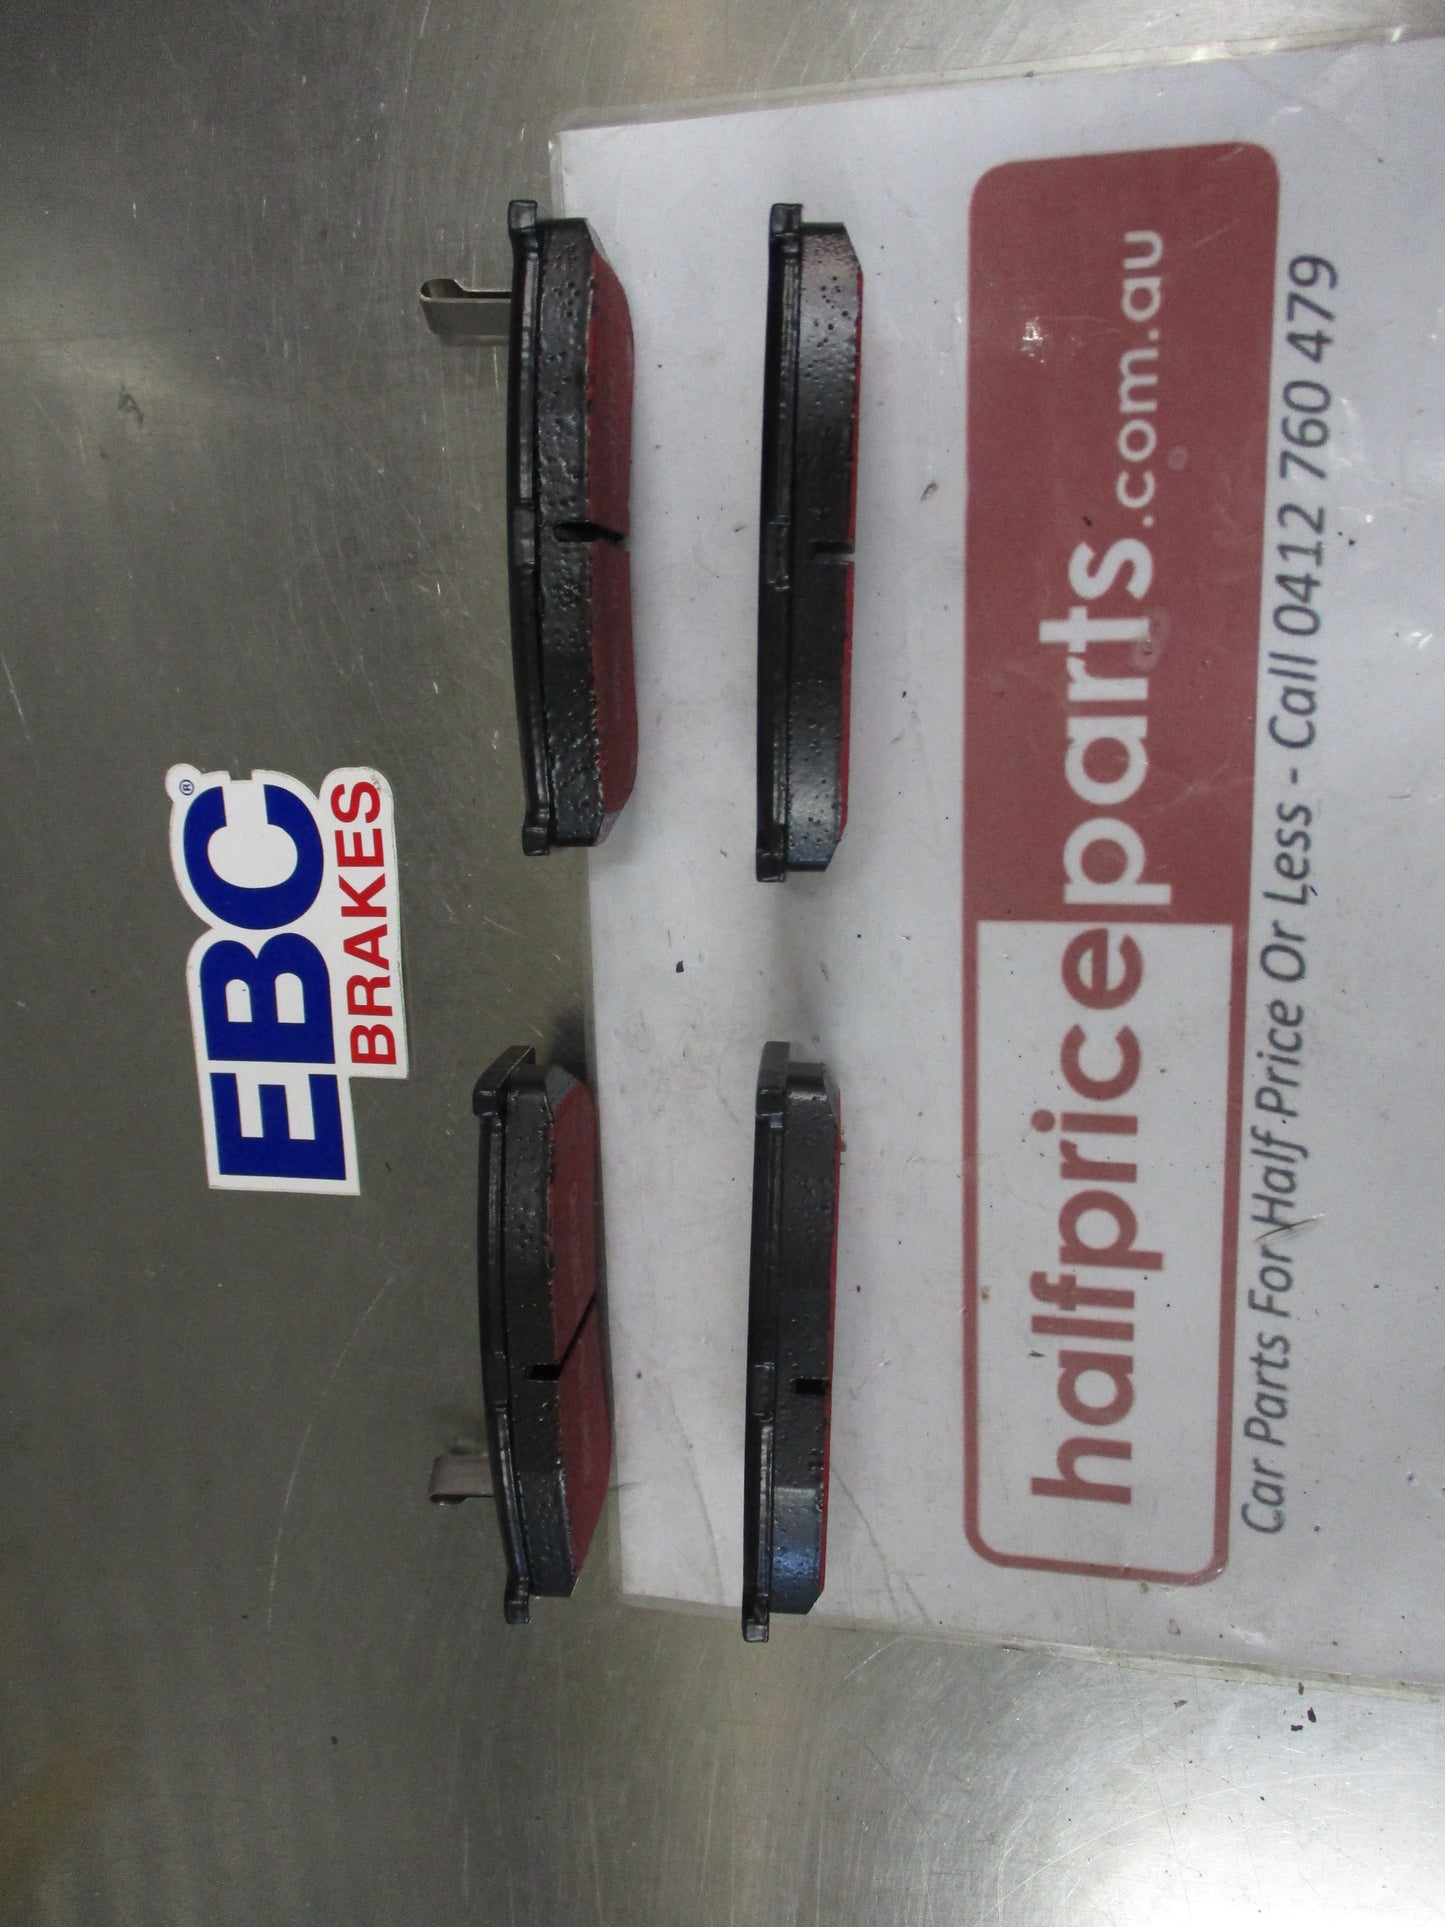 EBC®
BRAKES
halfpriceparts.com.au
Car Parts For Half Price Or Less - Call 0412 760 479